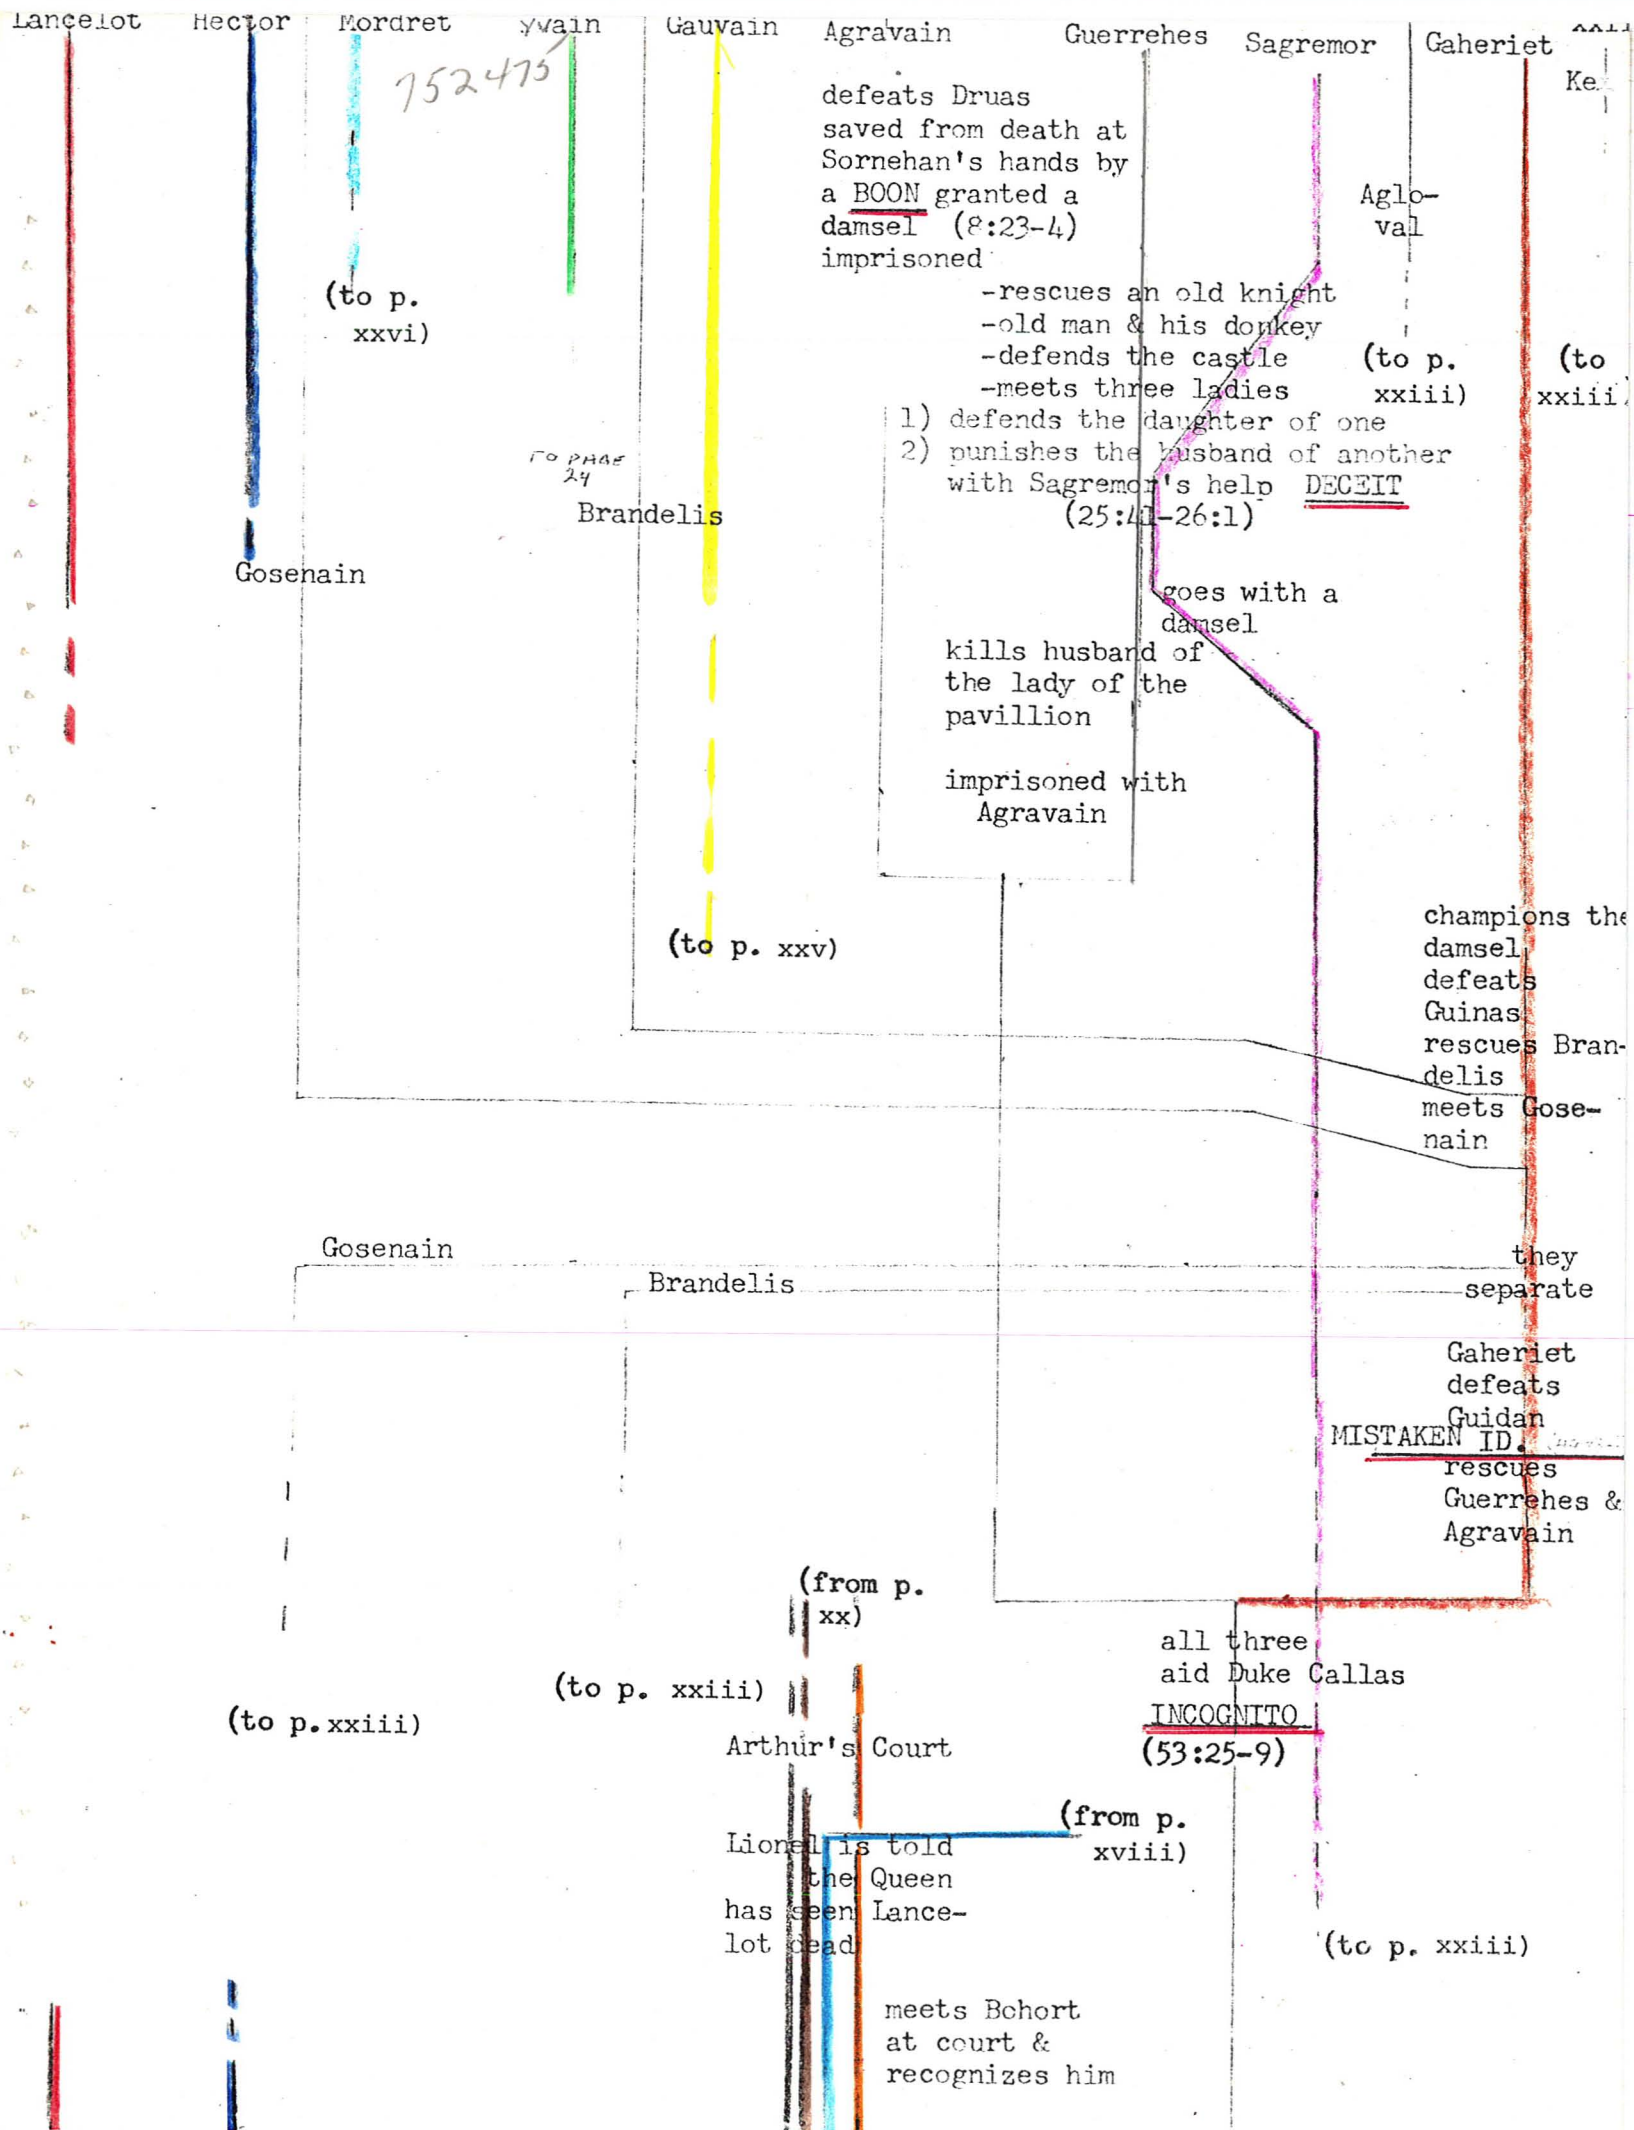 Lancelot Hector Mordret Yvain Gauvain Agravain Guerrehes Sagremor Gaheriet
Ke
752475
defeats Druas
saved from death at
Sornehan's hands by
a BOON granted a
damsel (8:23-4)
imprisoned
Aglo-
val
(to p.
xxvi)
-rescues an old knight
-old man & his donkey
-defends the castle
-meets three ladies
1) defends the daughter of one
2) punishes the husband of another
with Sagremor's help DECEIT
(25:41-26:1)
(to p.
xxiii)
(to
xxiii)
TO PAGE
24
Brandelis
Gosenain
goes with a
damsel
kills husband of
the lady of the
pavillion
imprisoned with
Agravain
(to p. xxv)
champions the
damsel
defeats
Guinas
rescues Bran-
delis
meets Gose-
nain
Gosenain
Brandelis
they
separate
Gaheriet
defeats
Guidan
MISTAKEN ID.
rescues
Guerrehes &
Agravain
(from p.
xx)
all three
aid Duke Callas
INCOGNITO
(53:25-9)
(to p. xxiii)
(to p.xxiii)
Arthur's Court
(from p.
xviii)
Lionel is told
the Queen
has seen Lance-
lot dead
(to p. xxiii)
meets Bohort
at court &
recognizes him